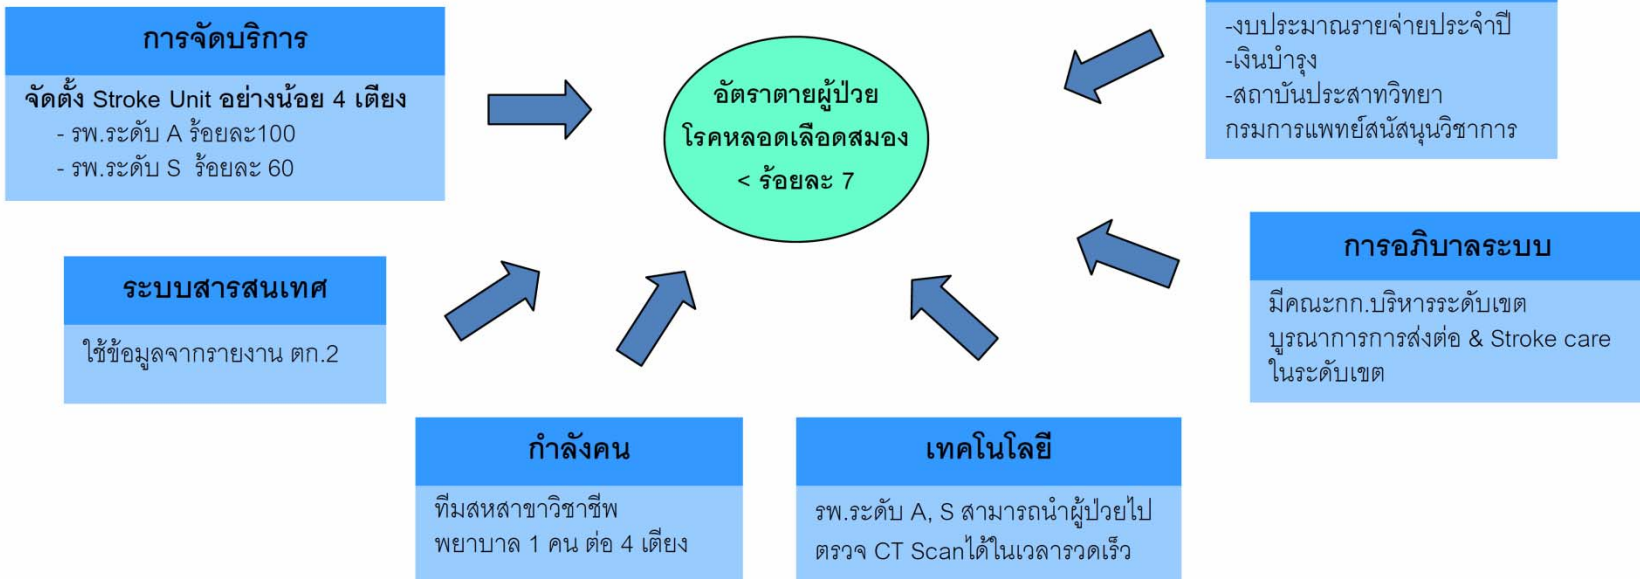 การจัดบริการ
จัดตั้ง Stroke Unit อย่างน้อย 4 เตียง
- รพ.ระดับ A ร้อยละ100
- รพ.ระดับ S ร้อยละ 60
อัตราตายผู้ป่วย
โรคหลอดเลือดสมอง
< ร้อยละ 7
-งบประมาณรายจ่ายประจำปี
-เงินบำรุง
-สถาบันประสาทวิทยา
กรมการแพทย์สนัสนุนวิชาการ
ระบบสารสนเทศ
ใช้ข้อมูลจากรายงาน ตก.2
การอภิบาลระบบ
มีคณะกก.บริหารระดับเขต
บูรณาการการส่งต่อ & Stroke care
ในระดับเขต
กำลังคน
ทีมสหสาขาวิชาชีพ
พยาบาล 1 คน ต่อ 4 เตียง
เทคโนโลยี
รพ.ระดับ A, S สามารถนำผู้ป่วยไป
ตรวจ CT Scanได้ในเวลารวดเร็ว